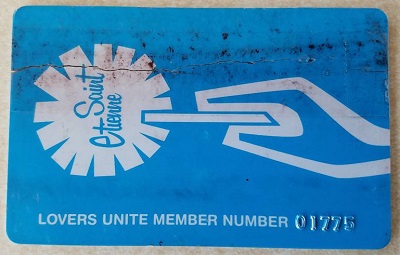 Saint
etienne
LOVERS UNITE MEMBER NUMBER 01775